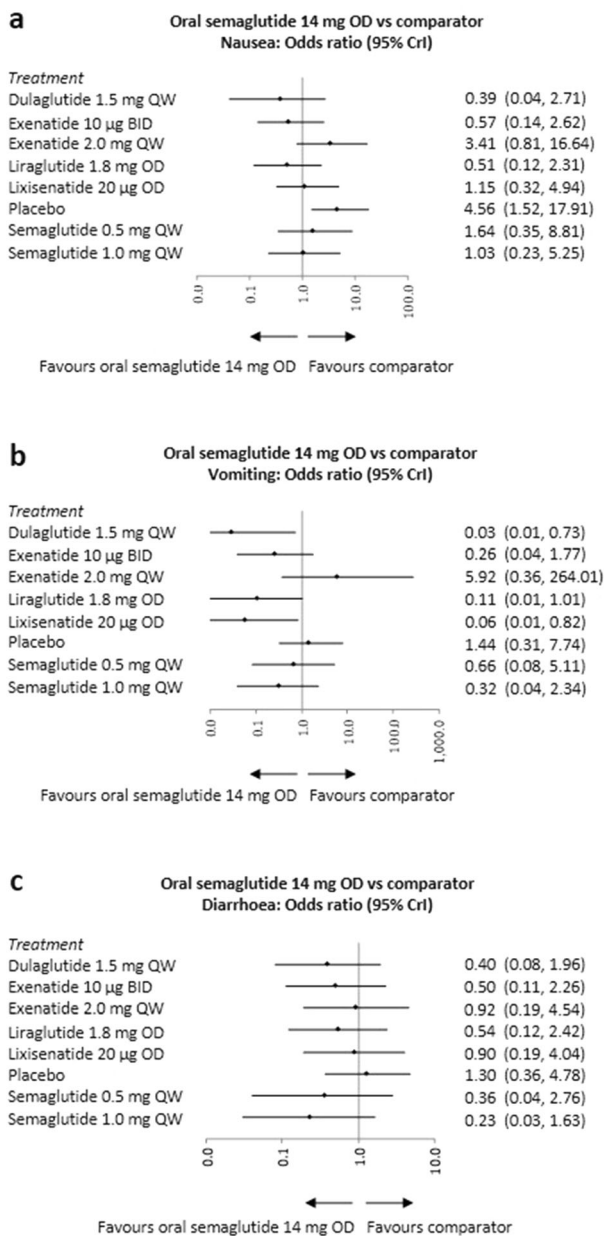 a
Oral semaglutide 14 mg OD vs comparator
Nausea: Odds ratio (95% CrI)
Treatment
Dulaglutide 1.5 mg QW 0.39 (0.04, 2.71)
Exenatide 10 µg BID 0.57 (0.14, 2.62)
Exenatide 2.0 mg QW 3.41 (0.81, 16.64)
Liraglutide 1.8 mg OD 0.51 (0.12, 2.31)
Lixisenatide 20 µg OD 1.15 (0.32, 4.94)
Placebo 4.56 (1.52, 17.91)
Semaglutide 0.5 mg QW 1.64 (0.35, 8.81)
Semaglutide 1.0 mg QW 1.03 (0.23, 5.25)
0.0 0.1 1.0 10.0 100.0
Favours oral semaglutide 14 mg OD Favours comparator
b
Oral semaglutide 14 mg OD vs comparator
Vomiting: Odds ratio (95% CrI)
Treatment
Dulaglutide 1.5 mg QW 0.03 (0.01, 0.73)
Exenatide 10 µg BID 0.26 (0.04, 1.77)
Exenatide 2.0 mg QW 5.92 (0.36, 264.01)
Liraglutide 1.8 mg OD 0.11 (0.01, 1.01)
Lixisenatide 20 µg OD 0.06 (0.01, 0.82)
Placebo 1.44 (0.31, 7.74)
Semaglutide 0.5 mg QW 0.66 (0.08, 5.11)
Semaglutide 1.0 mg QW 0.32 (0.04, 2.34)
0.0 0.1 1.0 10.0 100.0 1,000.0
Favours oral semaglutide 14 mg OD Favours comparator
c
Oral semaglutide 14 mg OD vs comparator
Diarrhoea: Odds ratio (95% CrI)
Treatment
Dulaglutide 1.5 mg QW 0.40 (0.08, 1.96)
Exenatide 10 µg BID 0.50 (0.11, 2.26)
Exenatide 2.0 mg QW 0.92 (0.19, 4.54)
Liraglutide 1.8 mg OD 0.54 (0.12, 2.42)
Lixisenatide 20 µg OD 0.90 (0.19, 4.04)
Placebo 1.30 (0.36, 4.78)
Semaglutide 0.5 mg QW 0.36 (0.04, 2.76)
Semaglutide 1.0 mg QW 0.23 (0.03, 1.63)
0.0 0.1 1.0 10.0
Favours oral semaglutide 14 mg OD Favours comparator